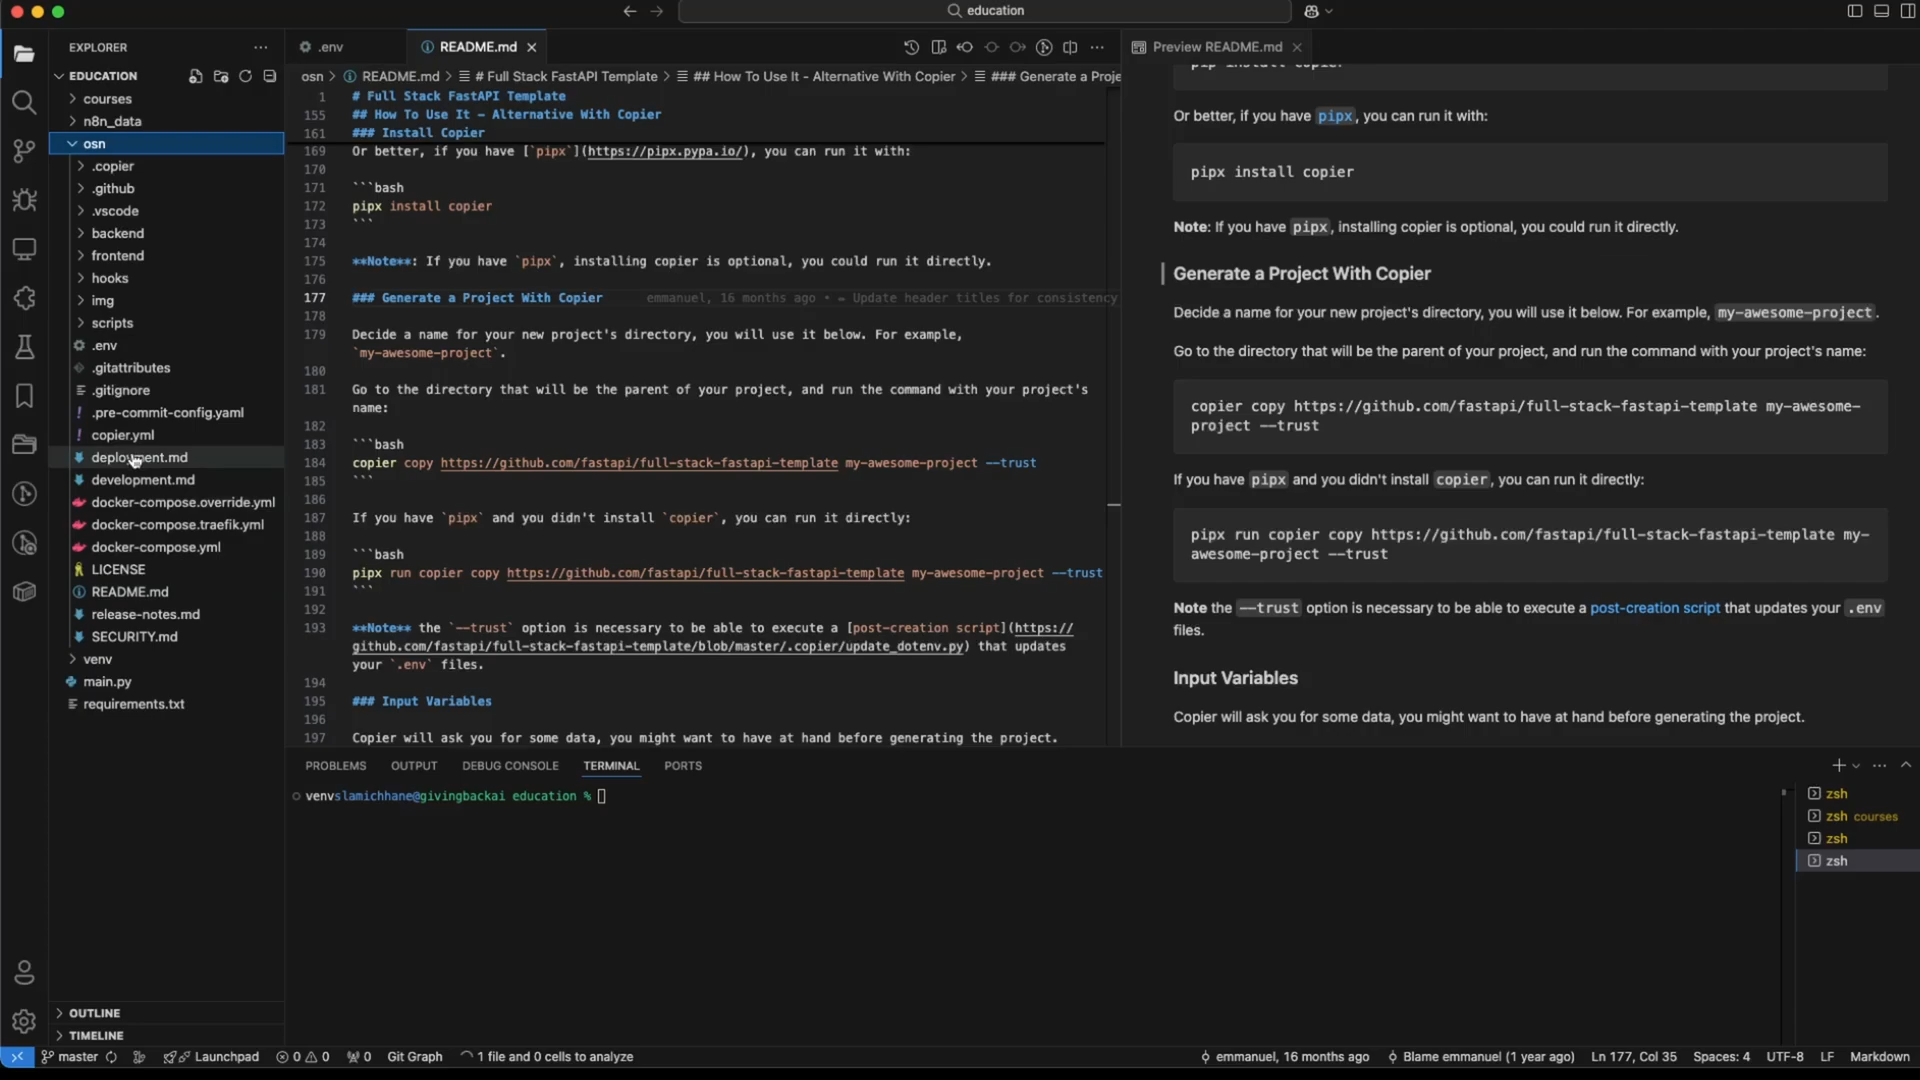 education
EXPLORER
EDUCATION
courses
n8n_data
osn
.copier
.github
.vscode
backend
frontend
hooks
img
scripts
.env
.gitattributes
.gitignore
.pre-commit-config.yaml
copier.yml
deployment.md
development.md
docker-compose.override.yml
docker-compose.traefik.yml
docker-compose.yml
LICENSE
README.md
release-notes.md
SECURITY.md
venv
main.py
requirements.txt
OUTLINE
TIMELINE
.env
README.md
osn > README.md > # Full Stack FastAPI Template > ## How To Use It - Alternative With Copier > ### Generate a Proje
1 # Full Stack FastAPI Template
155 ## How To Use It - Alternative With Copier
161 ### Install Copier
169 Or better, if you have [`pipx`](https://pipx.pypa.io/), you can run it with:
170
171 ```bash
172 pipx install copier
173 ```
174
175 **Note**: If you have `pipx`, installing copier is optional, you could run it directly.
176
177 ### Generate a Project With Copier emmanuel, 16 months ago • ✏ Update header titles for consistency
178
179 Decide a name for your new project's directory, you will use it below. For example,
`my-awesome-project`.
180
181 Go to the directory that will be the parent of your project, and run the command with your project's
name:
182
183 ```bash
184 copier copy https://github.com/fastapi/full-stack-fastapi-template my-awesome-project --trust
185 ```
186
187 If you have `pipx` and you didn't install `copier`, you can run it directly:
188
189 ```bash
190 pipx run copier copy https://github.com/fastapi/full-stack-fastapi-template my-awesome-project --trust
191 ```
192
193 **Note** the `--trust` option is necessary to be able to execute a [post-creation script](https://
github.com/fastapi/full-stack-fastapi-template/blob/master/.copier/update_dotenv.py) that updates
your `.env` files.
194
195 ### Input Variables
196
197 Copier will ask you for some data, you might want to have at hand before generating the project.
Preview README.md
pip install copier
Or better, if you have pipx, you can run it with:
pipx install copier
Note: If you have pipx, installing copier is optional, you could run it directly.
Generate a Project With Copier
Decide a name for your new project's directory, you will use it below. For example, my-awesome-project.
Go to the directory that will be the parent of your project, and run the command with your project's name:
copier copy https://github.com/fastapi/full-stack-fastapi-template my-awesome-
project --trust
If you have pipx and you didn't install copier, you can run it directly:
pipx run copier copy https://github.com/fastapi/full-stack-fastapi-template my-
awesome-project --trust
Note the --trust option is necessary to be able to execute a post-creation script that updates your .env
files.
Input Variables
Copier will ask you for some data, you might want to have at hand before generating the project.
PROBLEMS OUTPUT DEBUG CONSOLE TERMINAL PORTS
venvslamichhane@givingbackai education %
zsh
zsh courses
zsh
zsh
master Launchpad 0 0 0 Git Graph 1 file and 0 cells to analyze emmanuel, 16 months ago Blame emmanuel (1 year ago) Ln 177, Col 35 Spaces: 4 UTF-8 LF Markdown